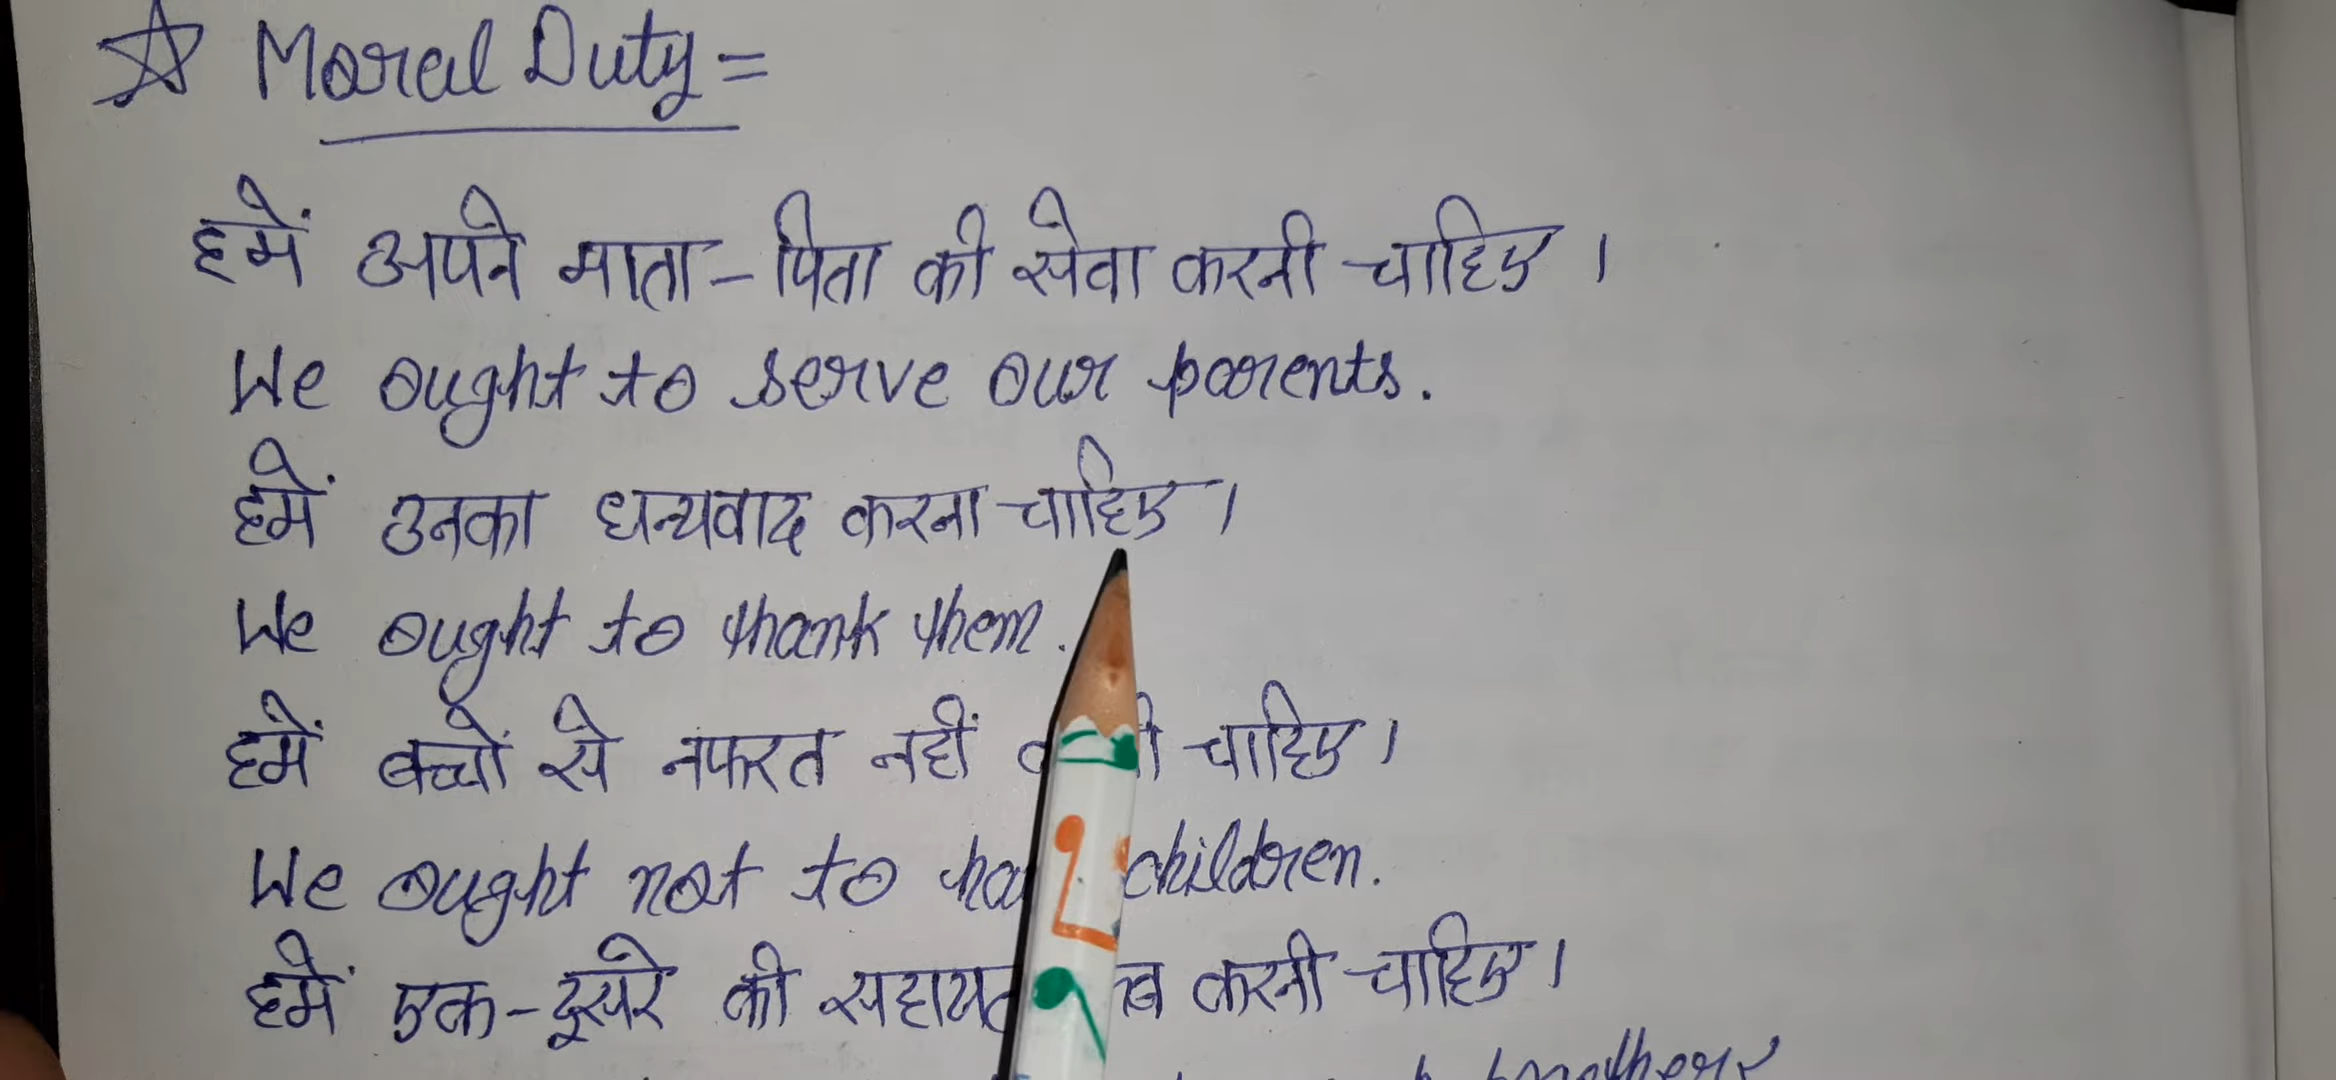 Moral Duty =
हमें अपने माता - पिता की सेवा करनी चाहिए ।
We ought to serve our parents.
हमें उनका धन्यवाद करना चाहिए ।
We ought to thank them.
हमें बच्चों से नफरत नहीं चाहिए ।
We ought not to children.
हमें एक - दूसरे की करनी चाहिए ।